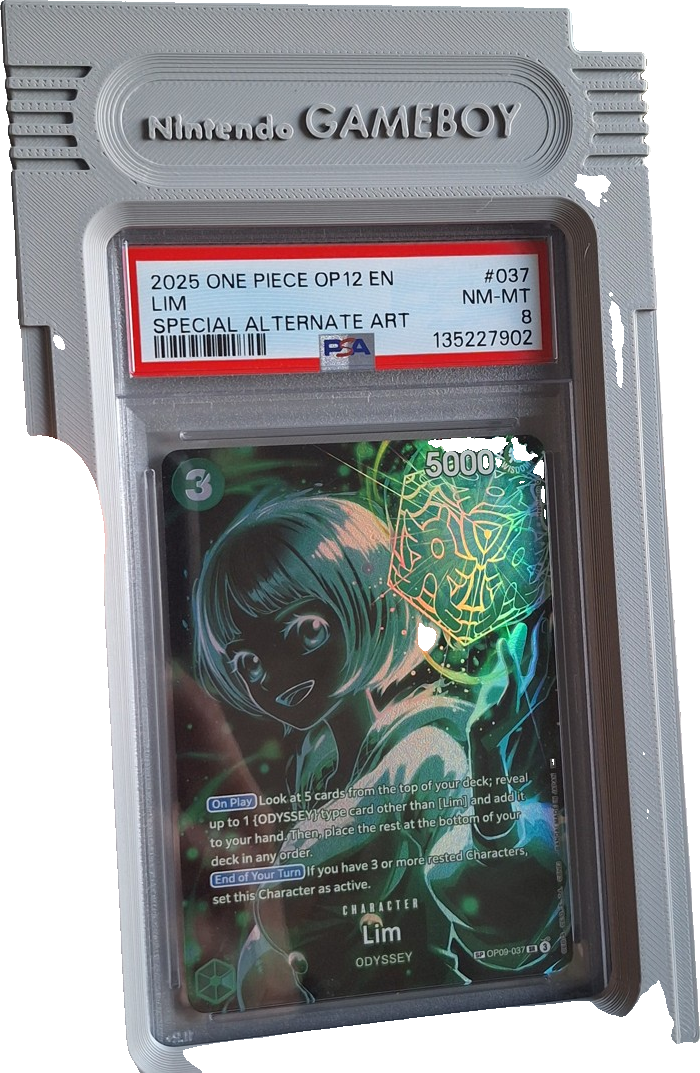 Nintendo GAMEBOY
2025 ONE PIECE OP12 EN #037
LIM NM-MT
SPECIAL ALTERNATE ART 8
PSA 135227902
3
5000
WISDOM
On Play Look at 5 cards from the top of your deck; reveal
up to 1 {ODYSSEY} type card other than [Lim] and add it
to your hand. Then, place the rest at the bottom of your
deck in any order.
End of Your Turn If you have 3 or more rested Characters,
set this Character as active.
CHARACTER
Lim
ODYSSEY
SP OP09-037 SR 3